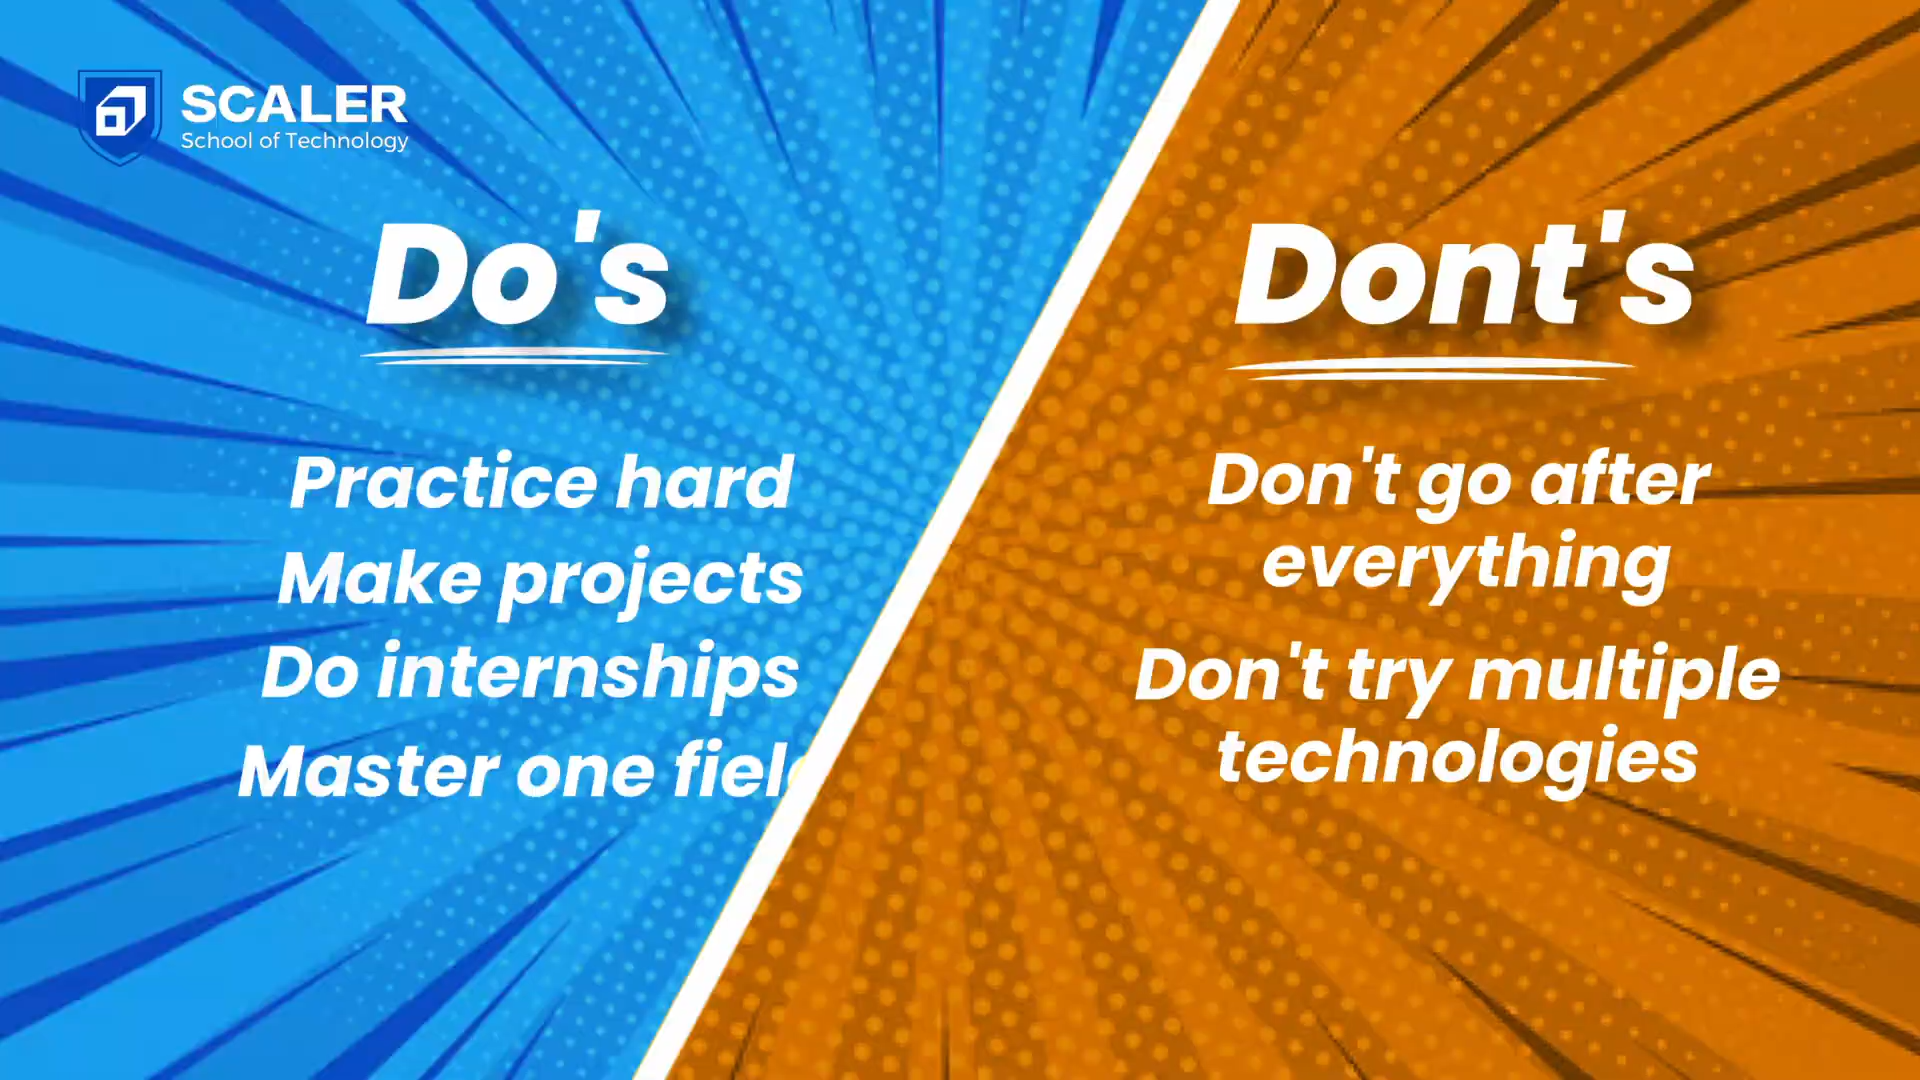 SCALER
School of Technology
Do's
Practice hard
Make projects
Do internships
Master one field
Dont's
Don't go after
everything
Don't try multiple
technologies